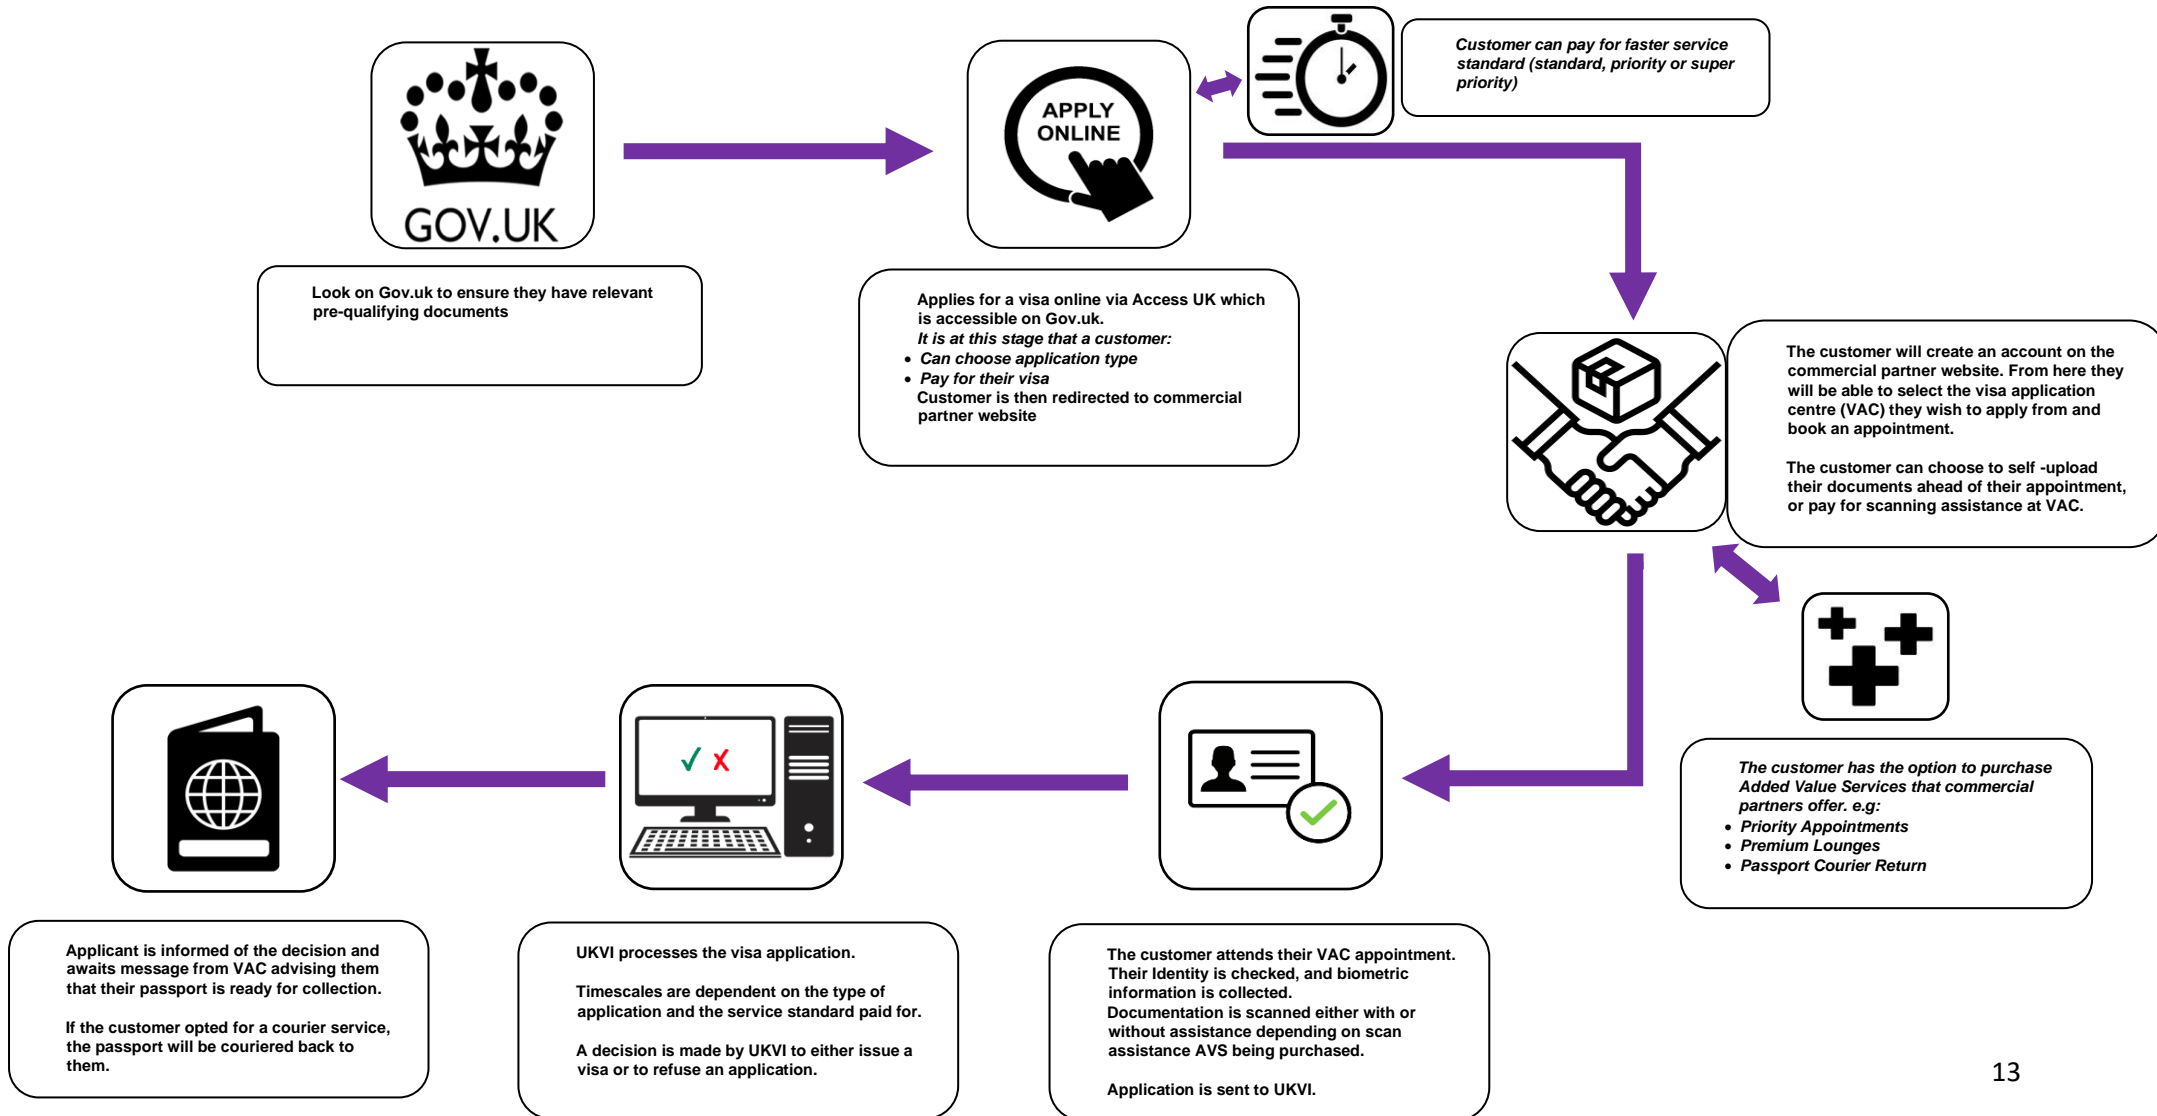 GOV.UK
Look on Gov.uk to ensure they have relevant
pre-qualifying documents
APPLY
ONLINE
Applies for a visa online via Access UK which
is accessible on Gov.uk.
It is at this stage that a customer:
• Can choose application type
• Pay for their visa
Customer is then redirected to commercial
partner website
Customer can pay for faster service
standard (standard, priority or super
priority)
The customer will create an account on the
commercial partner website. From here they
will be able to select the visa application
centre (VAC) they wish to apply from and
book an appointment.
The customer can choose to self -upload
their documents ahead of their appointment,
or pay for scanning assistance at VAC.
The customer has the option to purchase
Added Value Services that commercial
partners offer. e.g:
• Priority Appointments
• Premium Lounges
• Passport Courier Return
The customer attends their VAC appointment.
Their Identity is checked, and biometric
information is collected.
Documentation is scanned either with or
without assistance depending on scan
assistance AVS being purchased.
Application is sent to UKVI.
UKVI processes the visa application.
Timescales are dependent on the type of
application and the service standard paid for.
A decision is made by UKVI to either issue a
visa or to refuse an application.
Applicant is informed of the decision and
awaits message from VAC advising them
that their passport is ready for collection.
If the customer opted for a courier service,
the passport will be couriered back to
them.
13